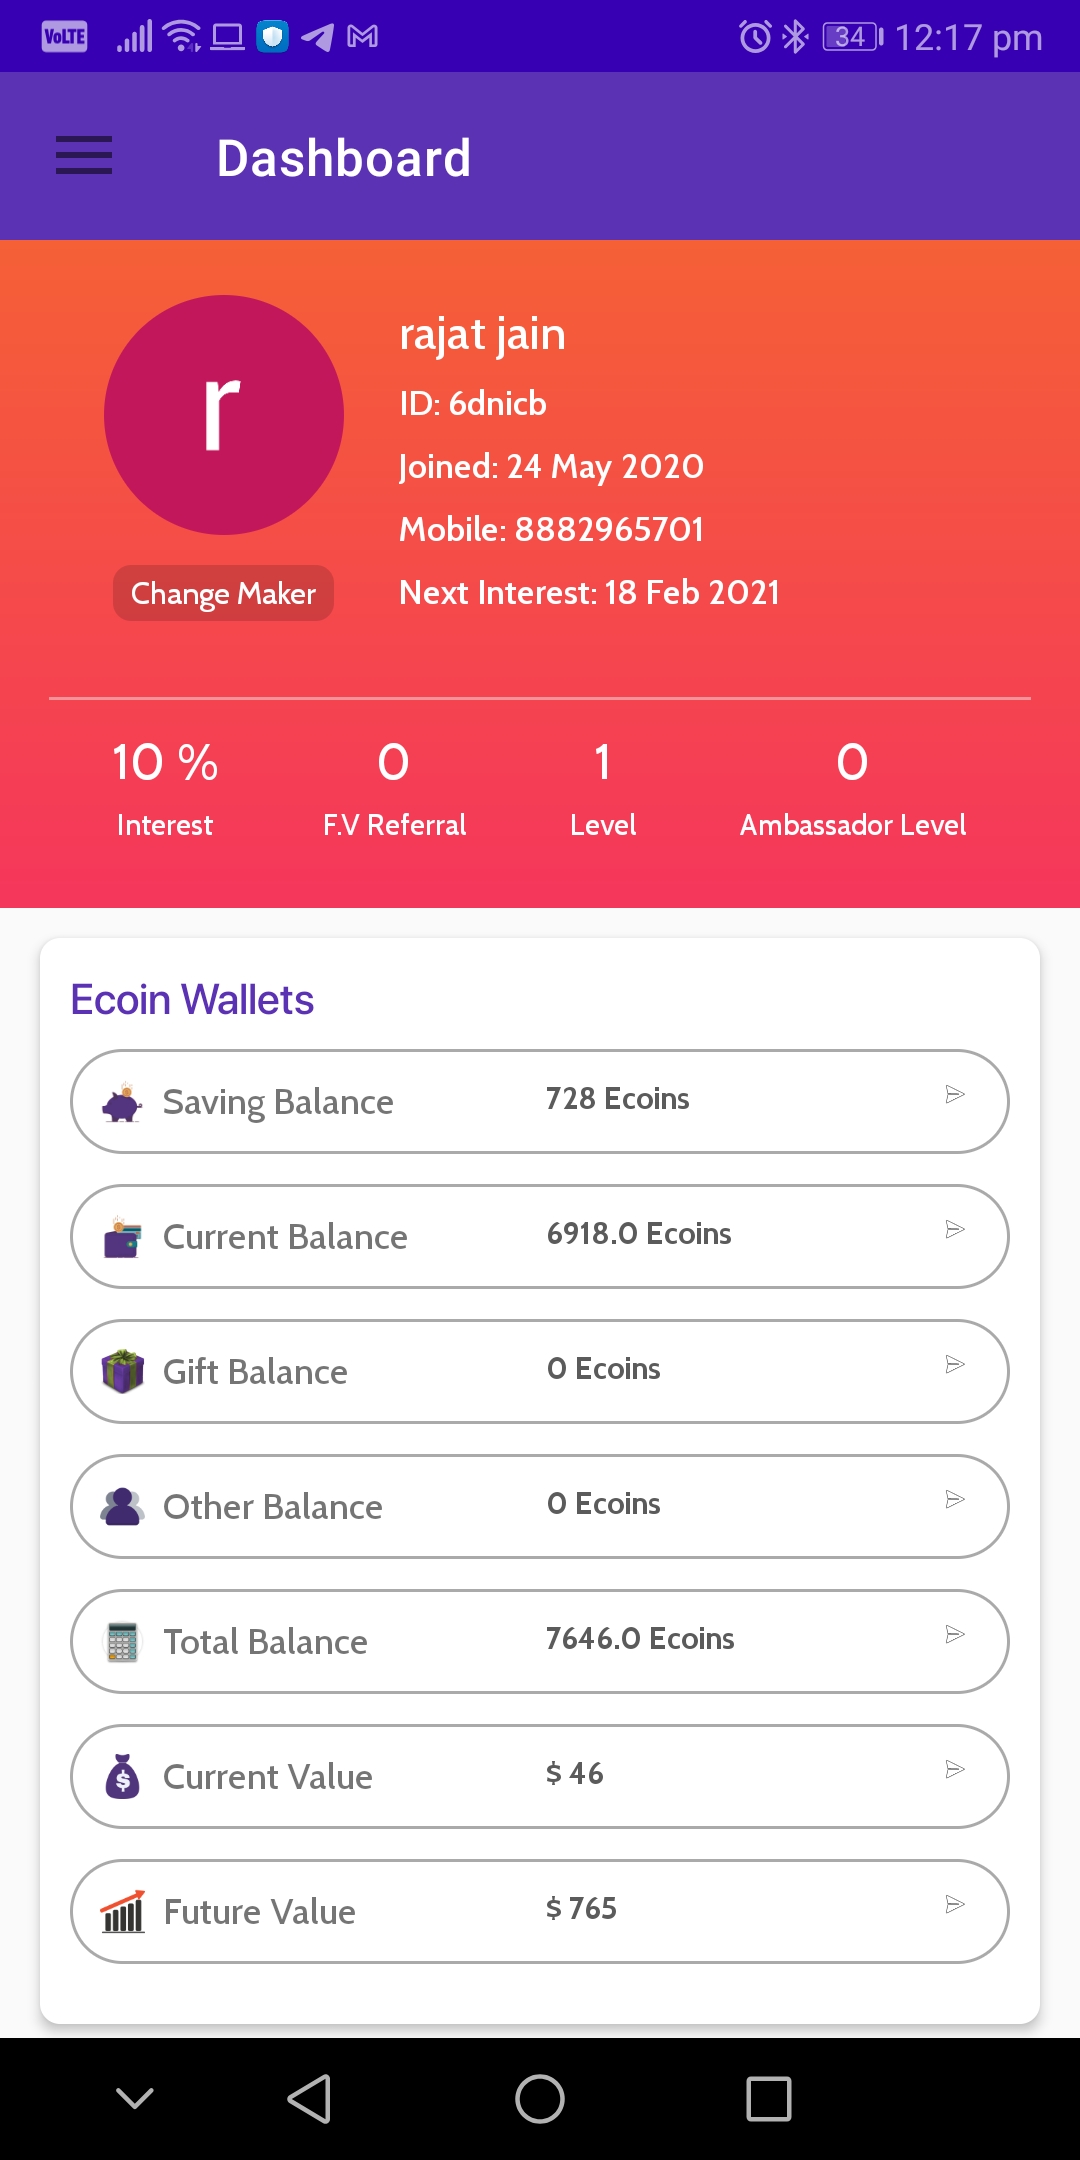 VoLTE 34 12:17 pm
Dashboard
r
rajat jain
ID: 6dnicb
Joined: 24 May 2020
Mobile: 8882965701
Change Maker
Next Interest: 18 Feb 2021
10 % 0 1 0
Interest F.V Referral Level Ambassador Level
Ecoin Wallets
Saving Balance 728 Ecoins
Current Balance 6918.0 Ecoins
Gift Balance 0 Ecoins
Other Balance 0 Ecoins
Total Balance 7646.0 Ecoins
Current Value $ 46
Future Value $ 765